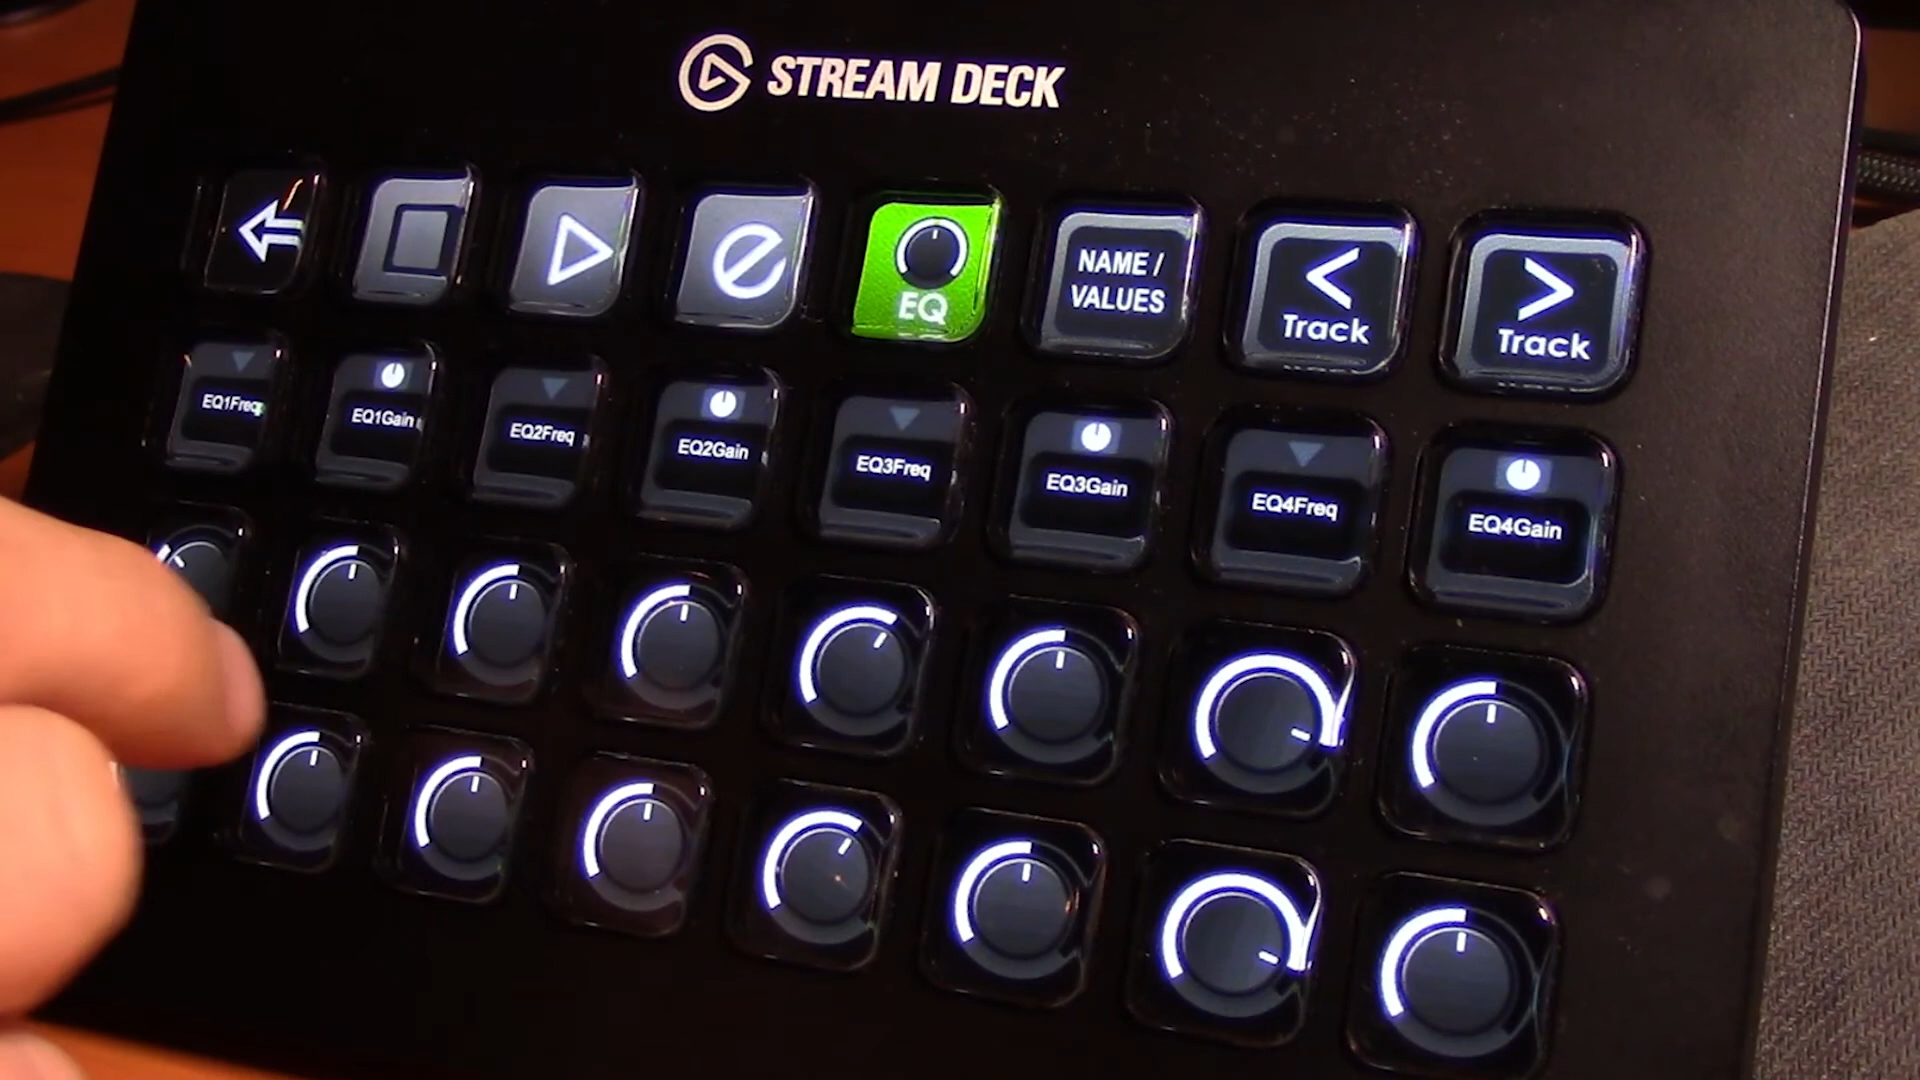 STREAM DECK
EQ
NAME /
VALUES
Track
Track
EQ1Freq
EQ1Gain
EQ2Freq
EQ2Gain
EQ3Freq
EQ3Gain
EQ4Freq
EQ4Gain